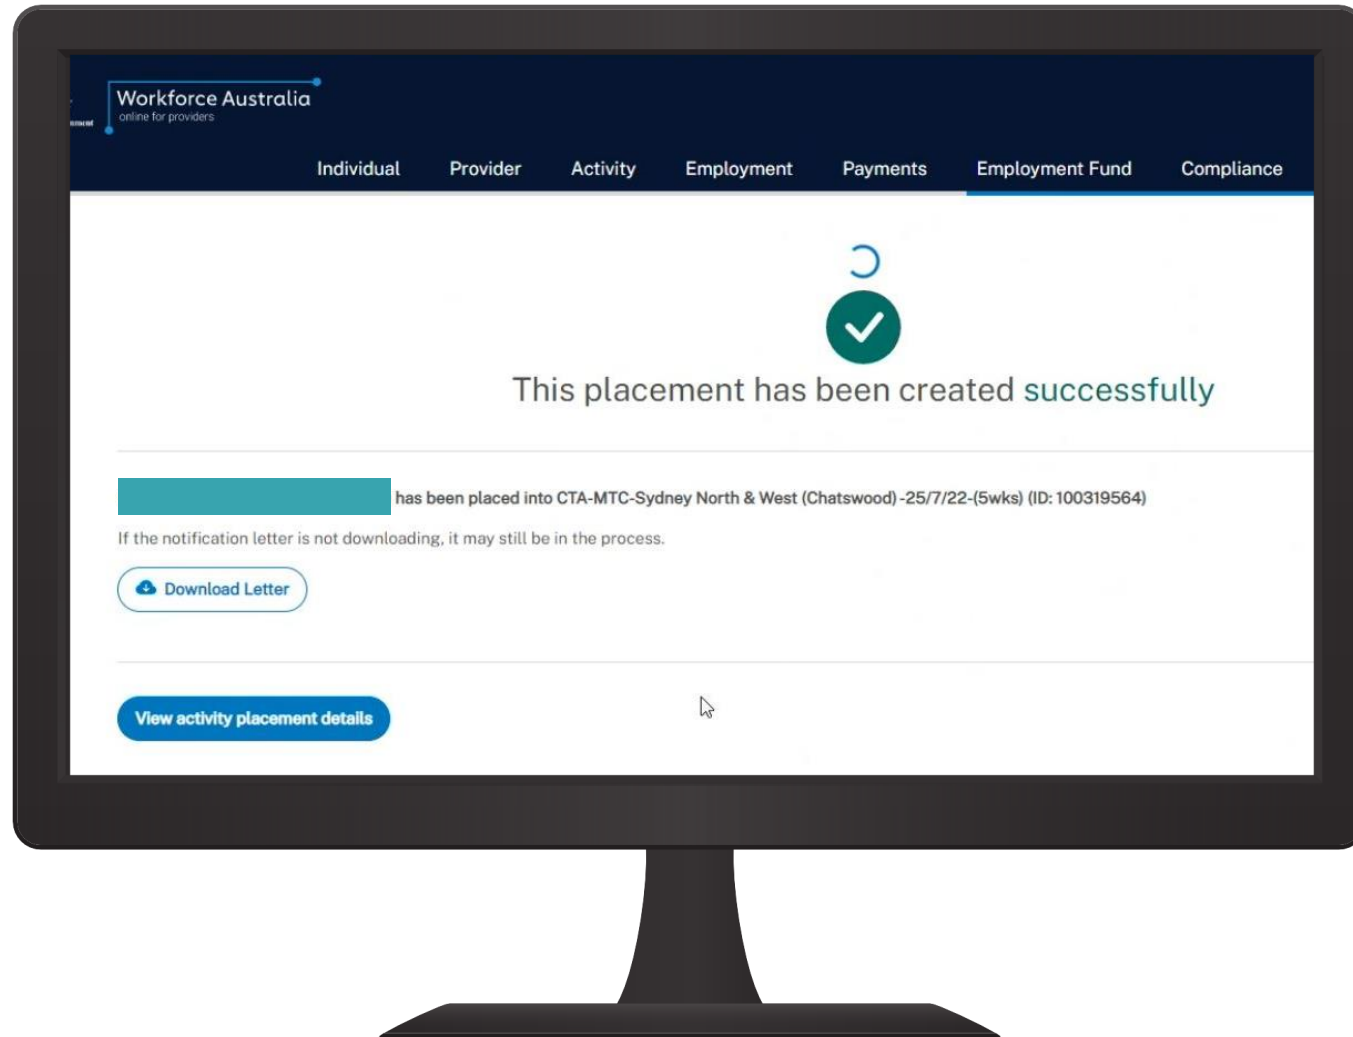 Workforce Australia
online for providers
Individual Provider Activity Employment Payments Employment Fund Compliance
This placement has been created successfully
has been placed into CTA-MTC-Sydney North & West (Chatswood) -25/7/22-(5wks) (ID: 100319564)
If the notification letter is not downloading, it may still be in the process.
Download Letter
View activity placement details